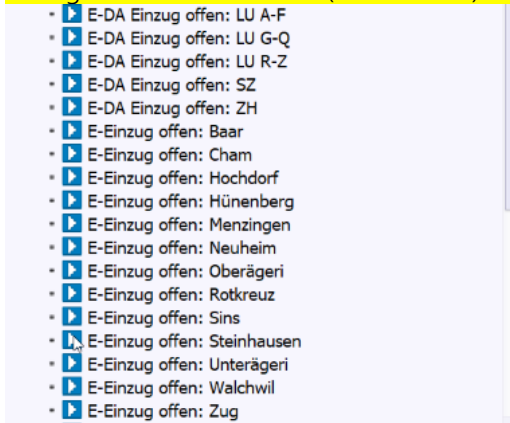 E-DA Einzug offen: LU A-F
E-DA Einzug offen: LU G-Q
E-DA Einzug offen: LU R-Z
E-DA Einzug offen: SZ
E-DA Einzug offen: ZH
E-Einzug offen: Baar
E-Einzug offen: Cham
E-Einzug offen: Hochdorf
E-Einzug offen: Hünenberg
E-Einzug offen: Menzingen
E-Einzug offen: Neuheim
E-Einzug offen: Oberägeri
E-Einzug offen: Rotkreuz
E-Einzug offen: Sins
E-Einzug offen: Steinhausen
E-Einzug offen: Unterägeri
E-Einzug offen: Walchwil
E-Einzug offen: Zug